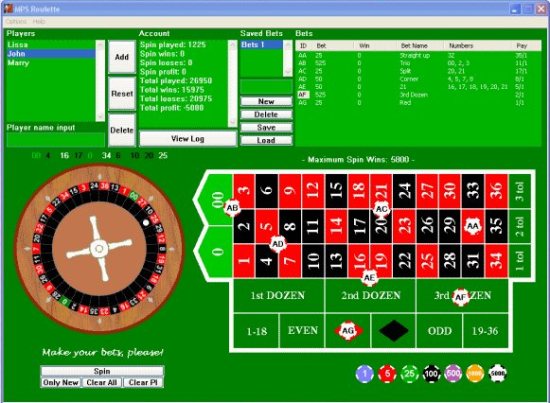 MPS Roulette
Options Help
Players
Lissa
John
Marry
Player name input
Add
Reset
Delete
Account
Spin played: 1225
Spin wins: 0
Spin looses: 0
Spin profit: 0
Total played: 26950
Total wins: 15975
Total looses: 20975
Total profit: -5000
View Log
Saved Bets
Bets 1
New
Delete
Save
Load
Bets
ID Bet Win Bet Name Numbers Pay
AA 25 0 Straight up 32 35/1
AB 525 0 Trio 00, 2, 3 11/1
AC 25 0 Split 20, 21 17/1
AD 50 0 Corner 4, 5, 7, 8 8/1
AE 50 0 21 16, 17, 18, 19, 20, 21 5/1
AF 525 0 3rd Dozen 2/1
AG 25 0 Red 1/1
00 4 16 17 0 34 6 10 20 25
- Maximum Spin Wins: 5800 -
00 3 6 9 12 15 18 21 24 27 30 33 36 3 tol
AB AC
2 5 8 11 14 17 20 23 26 29 35 2 tol
AD AA
0 1 4 7 10 13 16 19 22 25 28 31 34 1 tol
AE
1st DOZEN 2nd DOZEN 3rd AF ZEN
1-18 EVEN AG ODD 19-36
Make your bets, please!
Spin
Only New Clear All Clear Pl
1 5 25 100 500 1000 5000